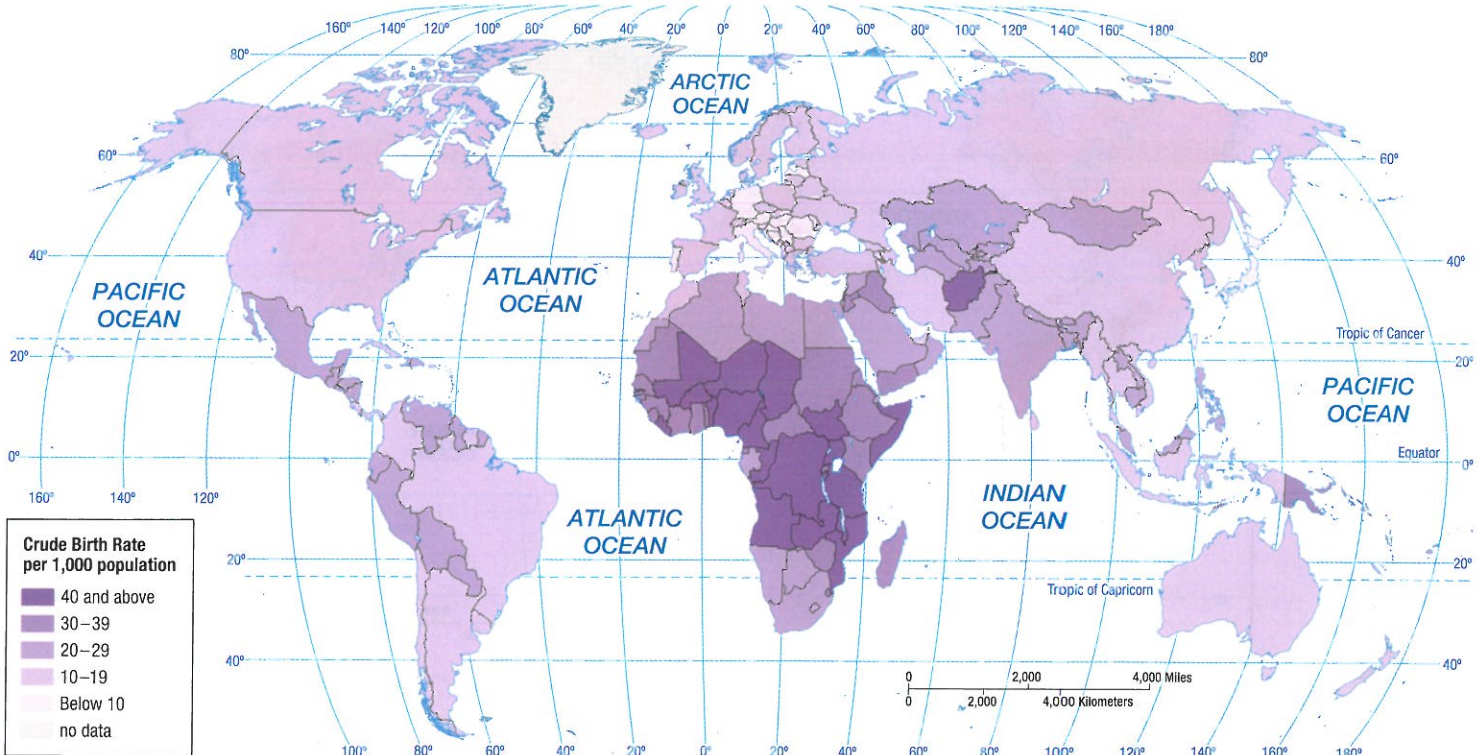 160° 140° 120° 100° 80° 60° 40° 20° 0° 20° 40° 60° 80° 100° 120° 140° 160° 180°
80° 80°
ARCTIC
OCEAN
60° 60°
40° 40°
ATLANTIC
OCEAN
PACIFIC
OCEAN
Tropic of Cancer
20° 20°
PACIFIC
OCEAN
Equator
0° 0°
160° 140° 120°
INDIAN
OCEAN
ATLANTIC
OCEAN
20° 20°
Tropic of Capricorn
40° 40°
0 2,000 4,000 Miles
0 2,000 4,000 Kilometers
Crude Birth Rate
per 1,000 population
40 and above
30–39
20–29
10–19
Below 10
no data
100° 80° 60° 40° 20° 0° 20° 40° 60° 80° 100° 120° 140° 160° 180°